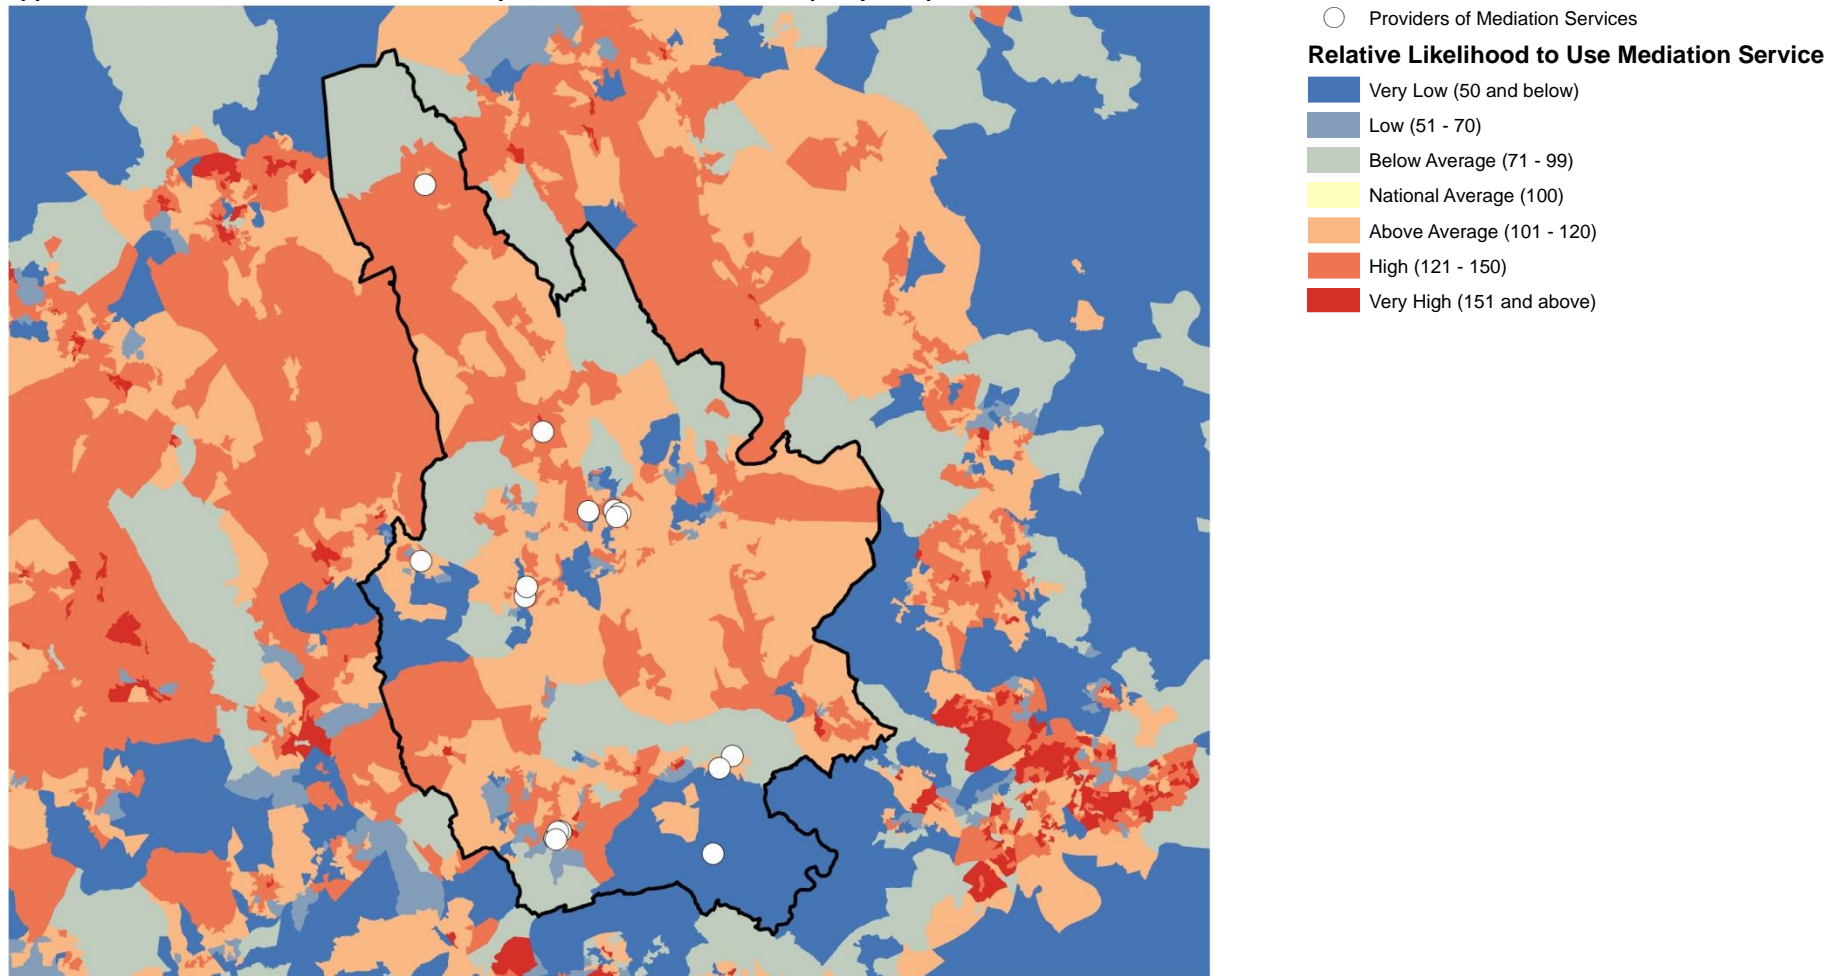 Providers of Mediation Services
Relative Likelihood to Use Mediation Service
Very Low (50 and below)
Low (51 - 70)
Below Average (71 - 99)
National Average (100)
Above Average (101 - 120)
High (121 - 150)
Very High (151 and above)